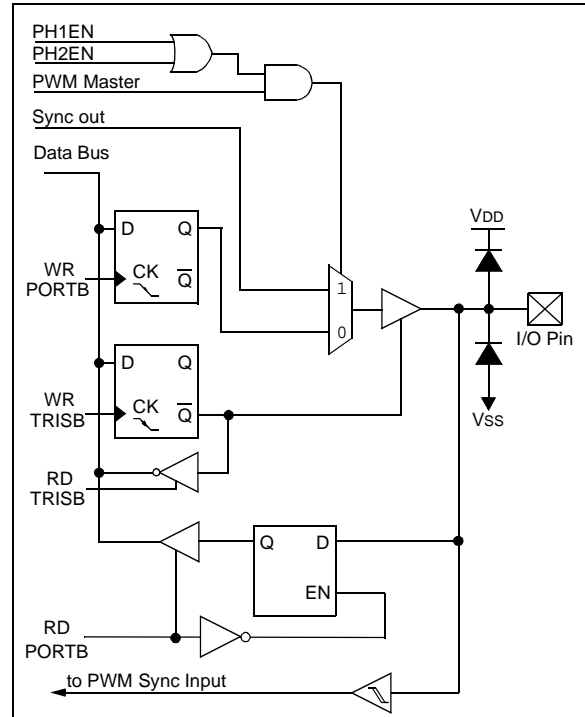 PH1EN
PH2EN
PWM Master
Sync out
Data Bus
D Q
WR
PORTB
CK
Q
VDD
1
0
I/O Pin
D Q
WR
TRISB
CK
Q
VSS
RD
TRISB
Q D
EN
RD
PORTB
to PWM Sync Input